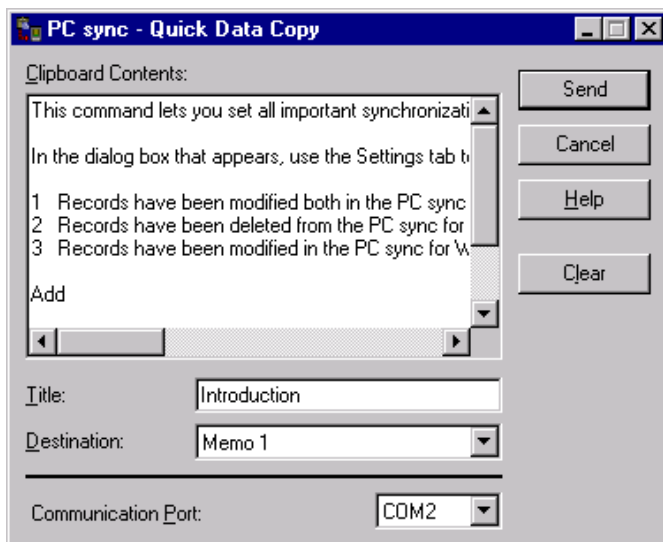 PC sync - Quick Data Copy
Clipboard Contents:
This command lets you set all important synchronizati
In the dialog box that appears, use the Settings tab t
1 Records have been modified both in the PC sync
2 Records have been deleted from the PC sync for
3 Records have been modified in the PC sync for W
Add
Send
Cancel
Help
Clear
Title: Introduction
Destination: Memo 1
Communication Port: COM2